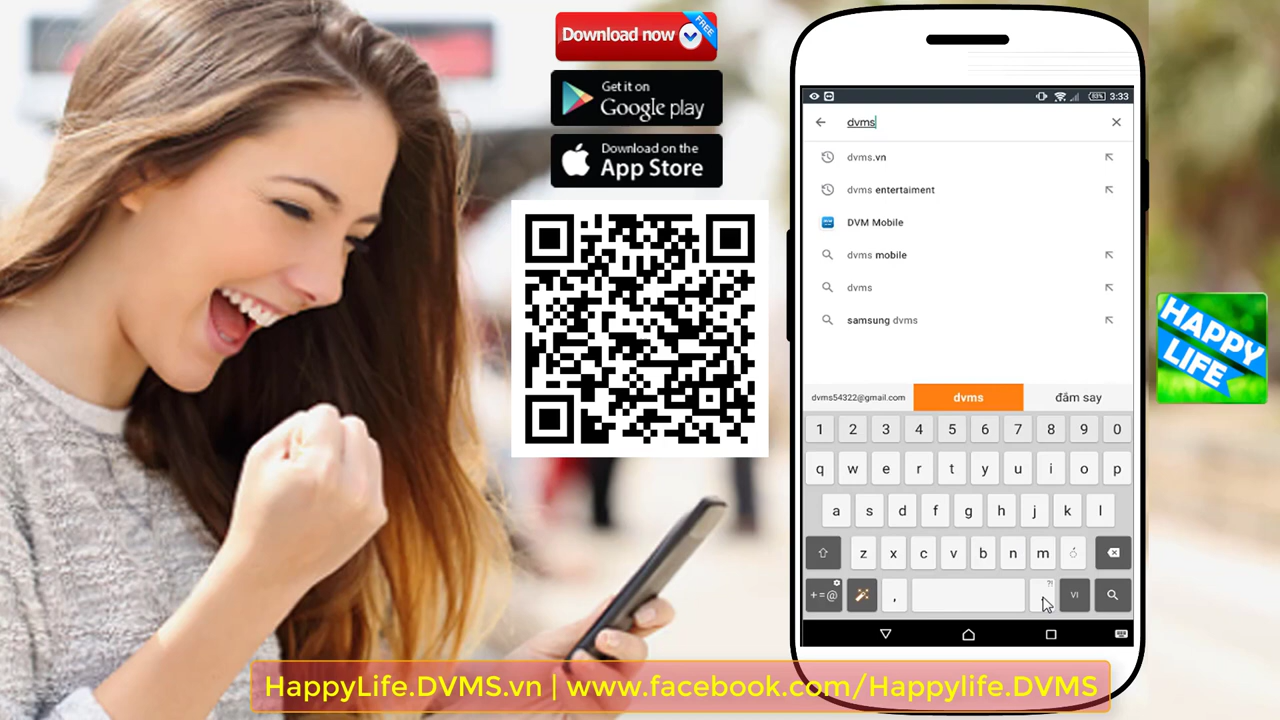 Download now
FREE
Get it on
Google play
Download on the
App Store
83% 3:33
dvms
dvms.vn
dvms entertaiment
DVM Mobile
dvms mobile
dvms
samsung dvms
dvms54322@gmail.com dvms đắm say
1 2 3 4 5 6 7 8 9 0
q w e r t y u i o p
a s d f g h j k l
z x c v b n m
+=@ , . ?! VI
HAPPY
LIFE
HappyLife.DVMS.vn | www.facebook.com/Happylife.DVMS